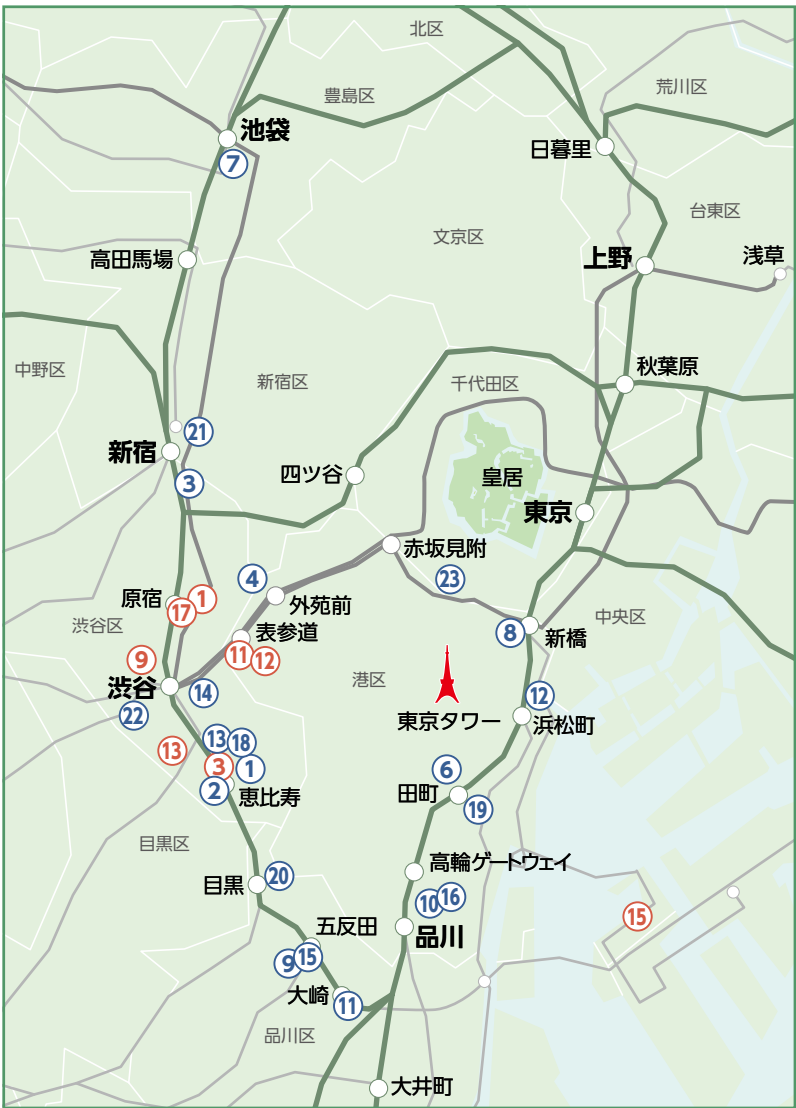 北区
豊島区
荒川区
池袋
⑦
日暮里
台東区
文京区
高田馬場
上野
浅草
中野区
新宿区
千代田区
秋葉原
㉑
新宿
③
四ツ谷
皇居
東京
赤坂見附
④
㉓
原宿
⑰
①
外苑前
渋谷区
表参道
⑧
新橋
中央区
⑨
⑪
⑫
渋谷
⑭
港区
東京タワー
㉒
⑫
浜松町
⑬
⑬
⑱
③
①
②
恵比寿
⑥
田町
⑲
目黒区
高輪ゲートウェイ
目黒
⑳
⑩
⑯
⑮
五反田
品川
⑨
⑮
大崎
⑪
品川区
大井町